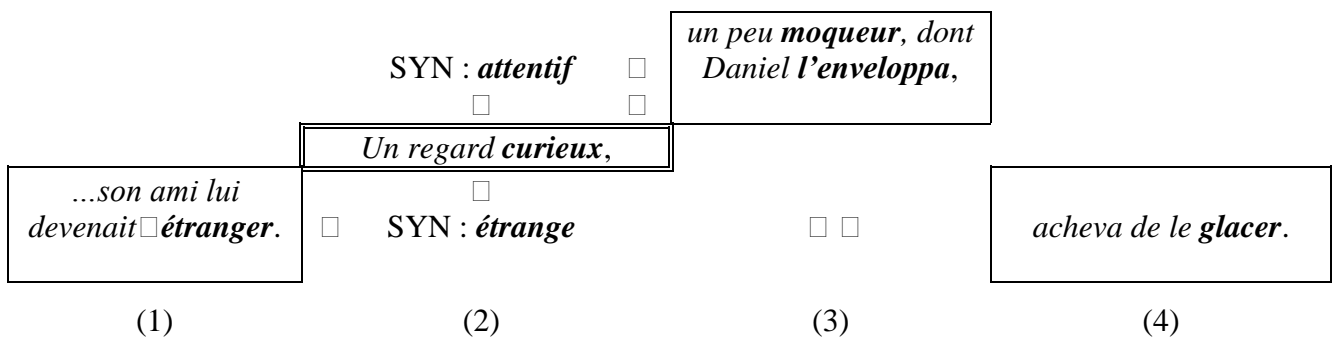 un peu moqueur, dont
SYN : attentif □ Daniel l’enveloppa,
□ □
Un regard curieux,
...son ami lui □
devenait□étranger. □ SYN : étrange □ □ acheva de le glacer.
(1) (2) (3) (4)